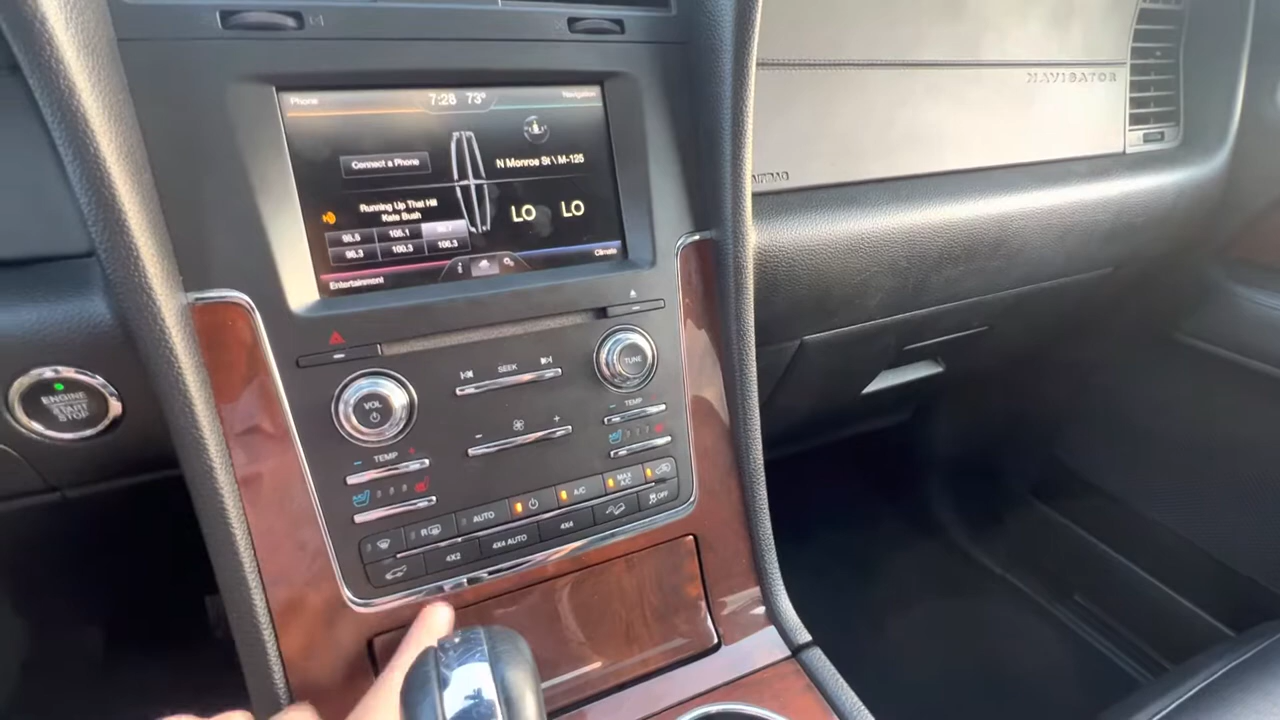 Phone
7:28 73°
Navigation
Connect a Phone
N Monroe St \ M-125
Running Up That Hill
Kate Bush
LO LO
98.5 105.1
98.3 100.3 106.3
Climate
Entertainment
NAVIGATOR
AIRBAG
ENGINE
START
STOP
VOL
SEEK
TUNE
TEMP
TEMP
R
AUTO
A/C
MAX
A/C
4X2
4X4 AUTO
4X4
OFF